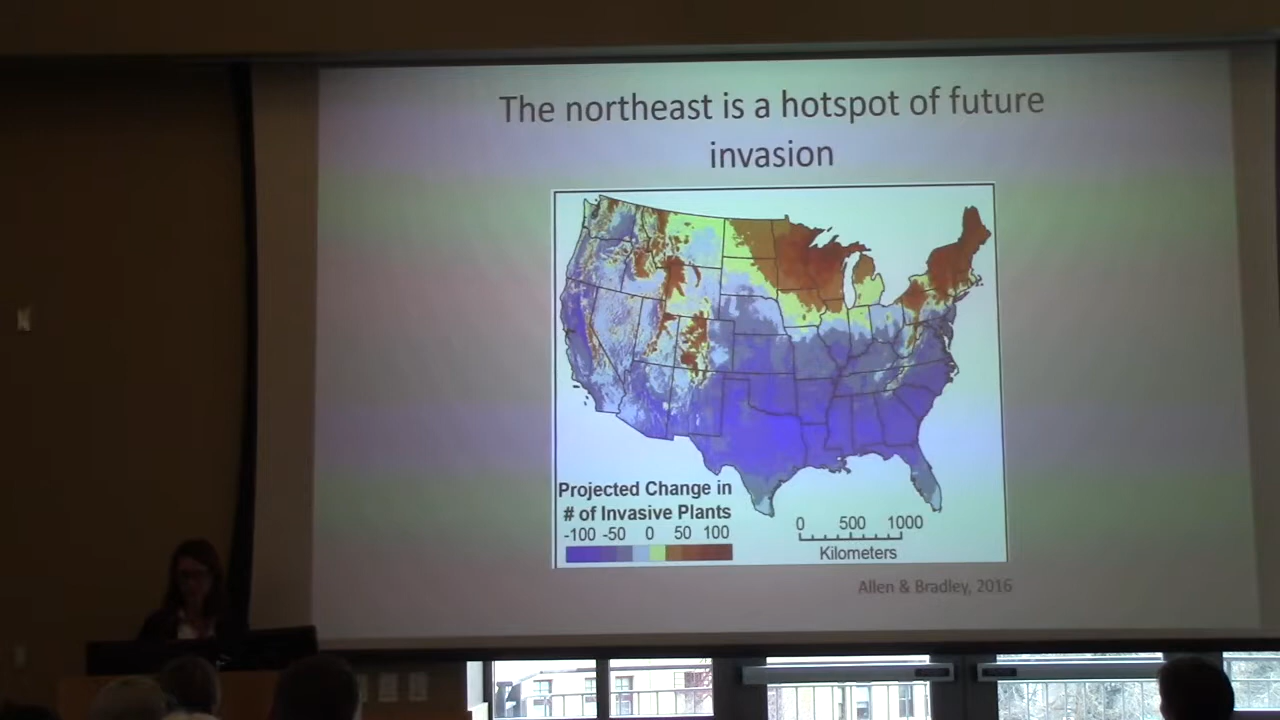 The northeast is a hotspot of future
invasion
Projected Change in
# of Invasive Plants
-100 -50 0 50 100
0 500 1000
Kilometers
Allen & Bradley, 2016